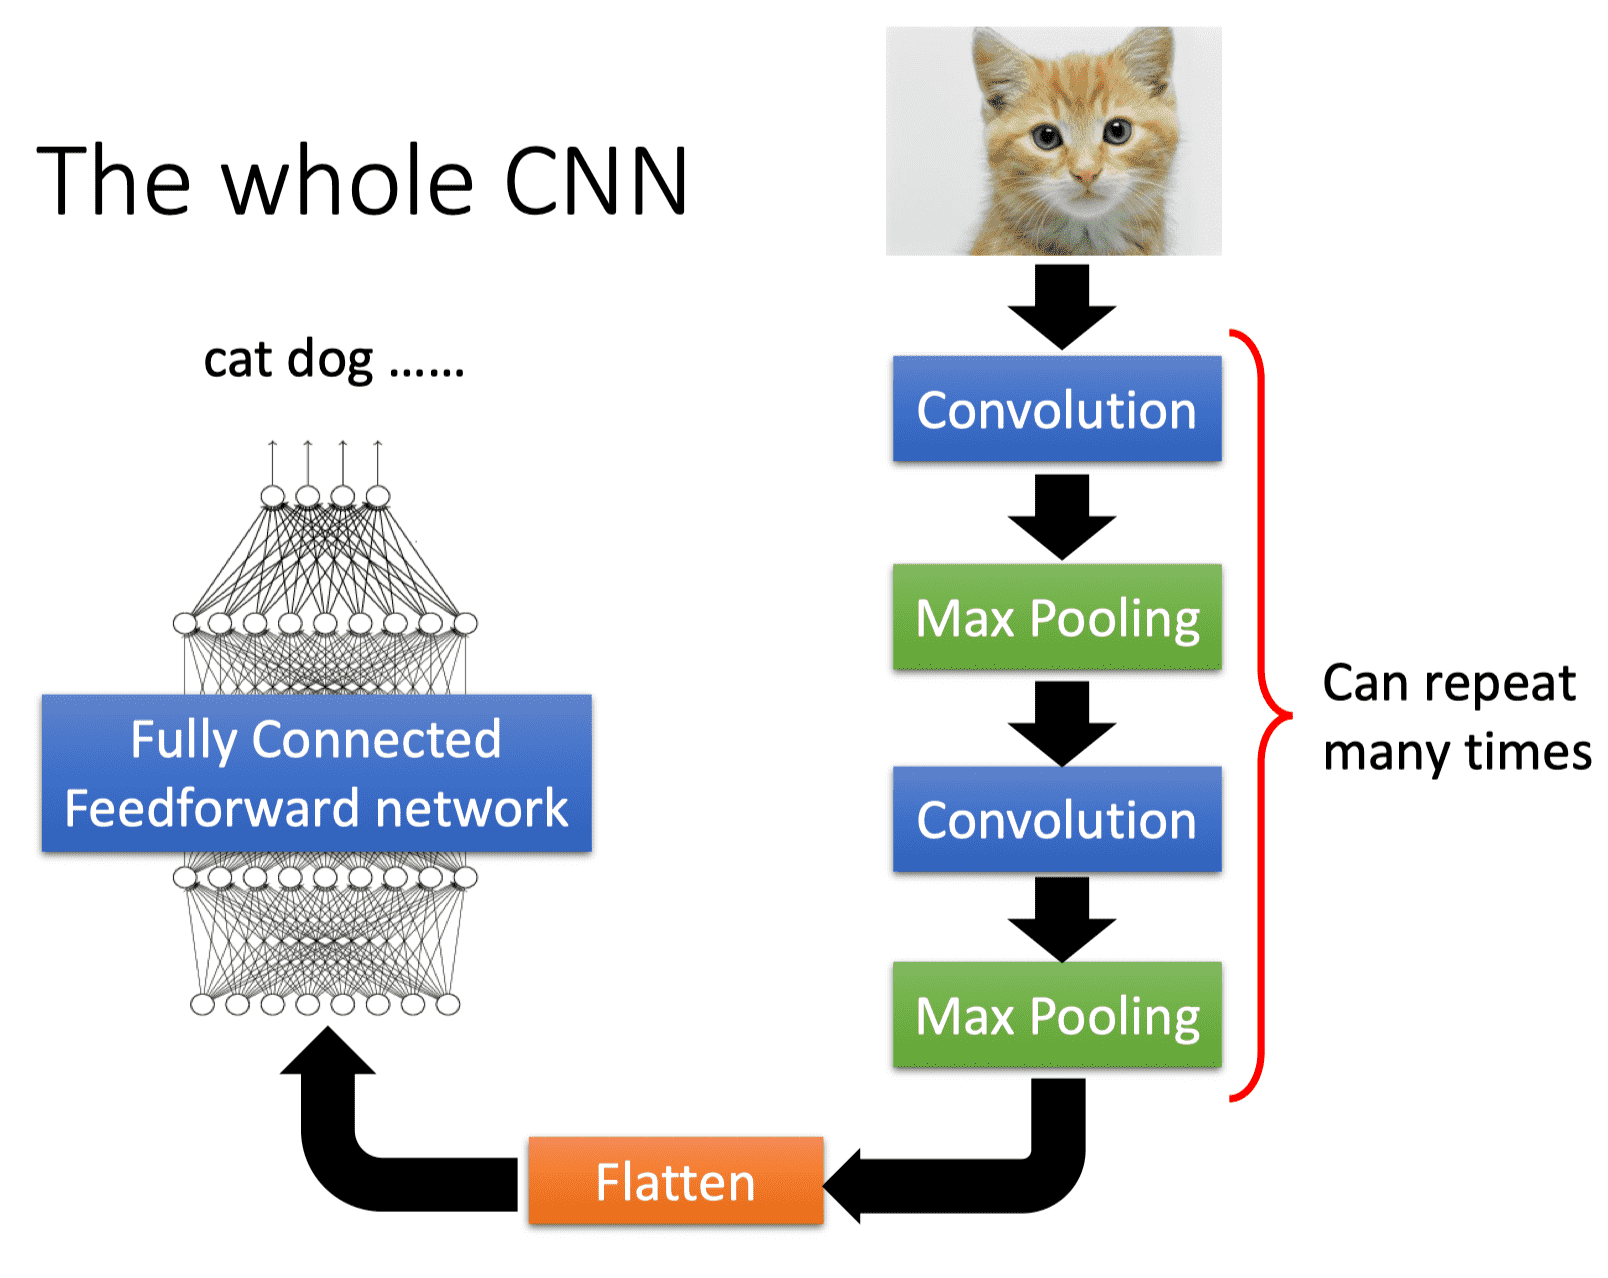 The whole CNN
cat dog ......
Convolution
Max Pooling
Convolution
Max Pooling
Can repeat
many times
Flatten
Fully Connected
Feedforward network